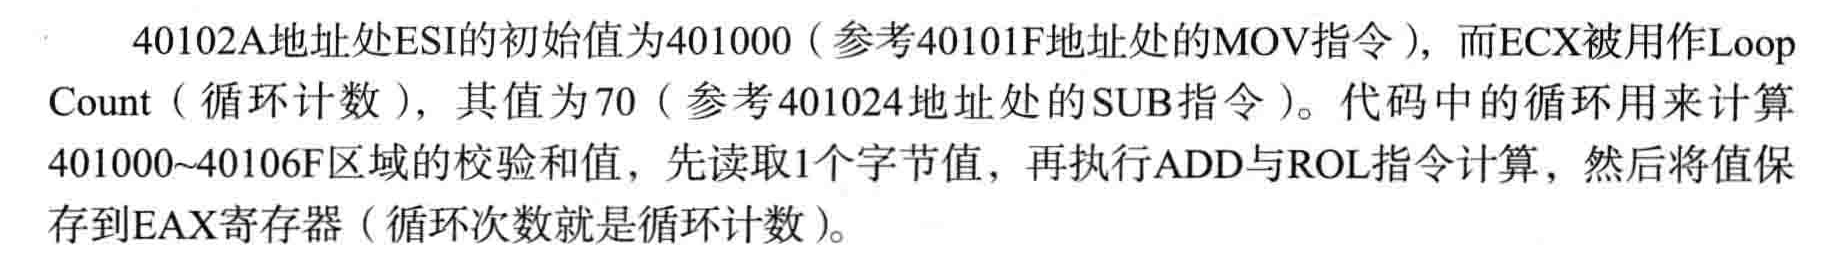 40102A地址处ESI的初始值为401000（参考40101F地址处的MOV指令），而ECX被用作Loop
Count（循环计数），其值为70（参考401024地址处的SUB指令）。代码中的循环用来计算
401000~40106F区域的校验和值，先读取1个字节值，再执行ADD与ROL指令计算，然后将值保
存到EAX寄存器（循环次数就是循环计数）。